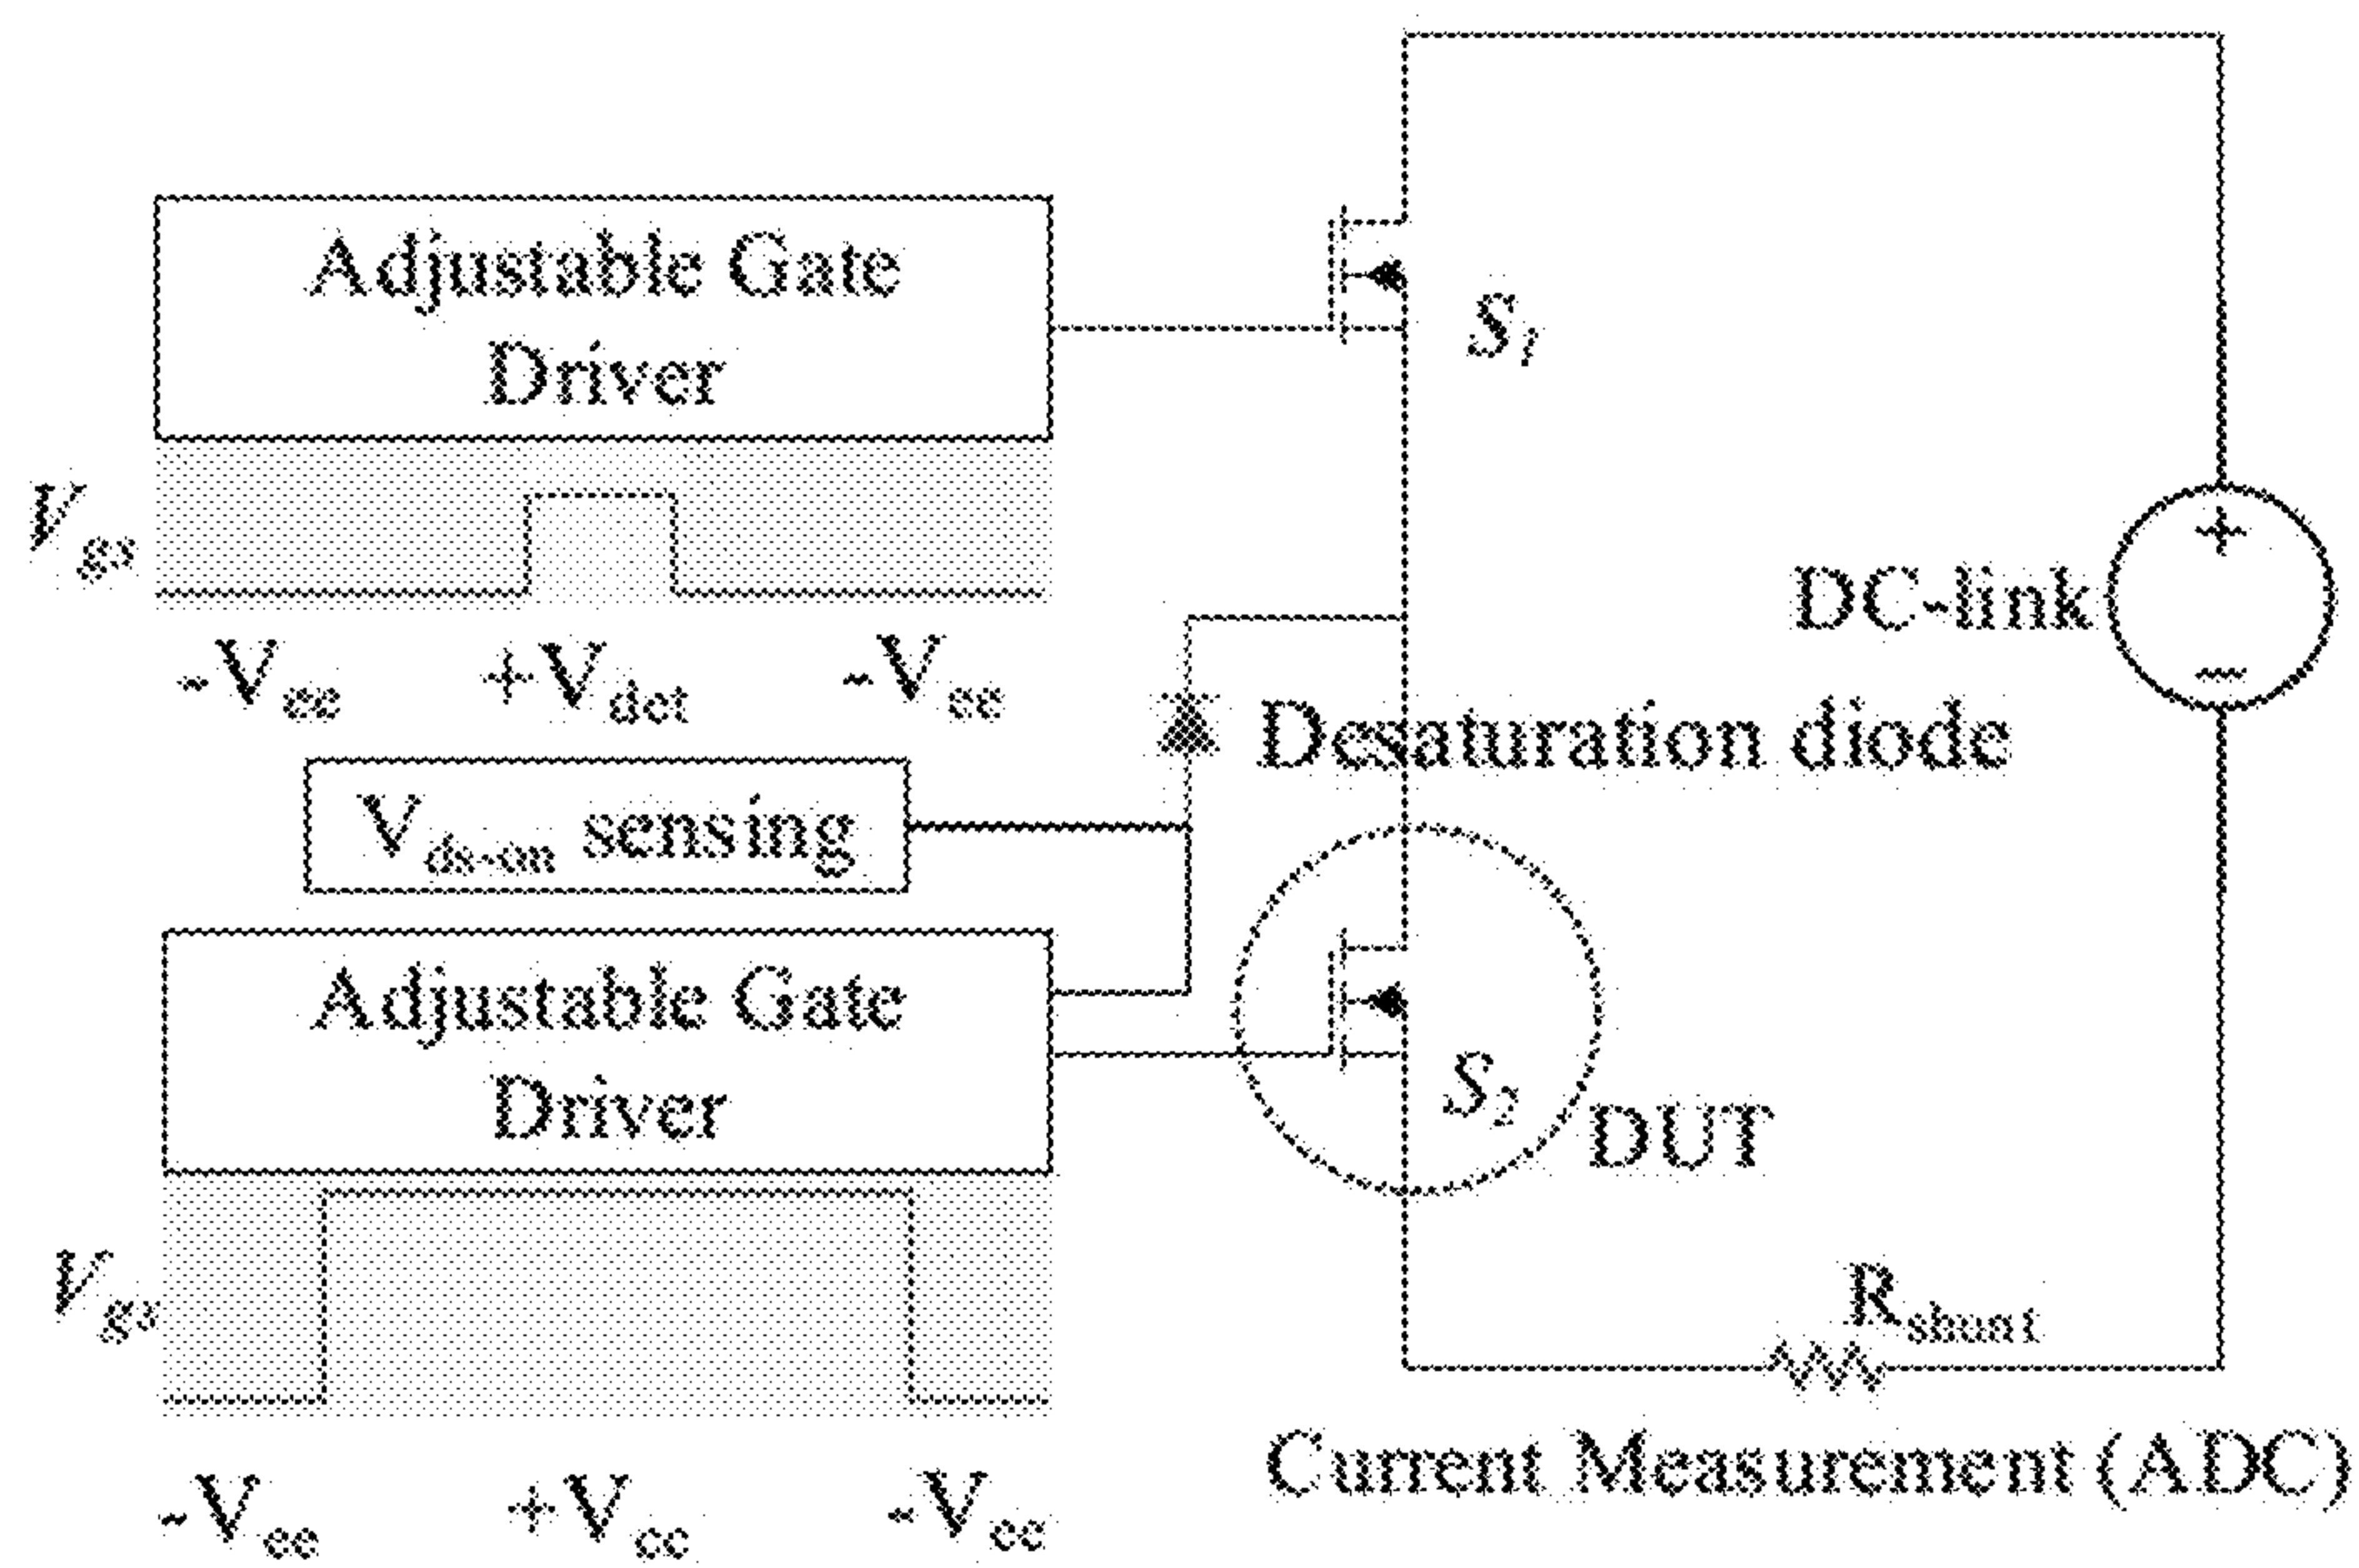 Adjustable Gate
Driver
S1
Vgs
+
DC-link
−
-Vee +Vdet -Vee
Desaturation diode
Vds-on sensing
Adjustable Gate
Driver
S2
DUT
Vgs
Rshunt
Current Measurement (ADC)
-Vee +Vcc -Vee